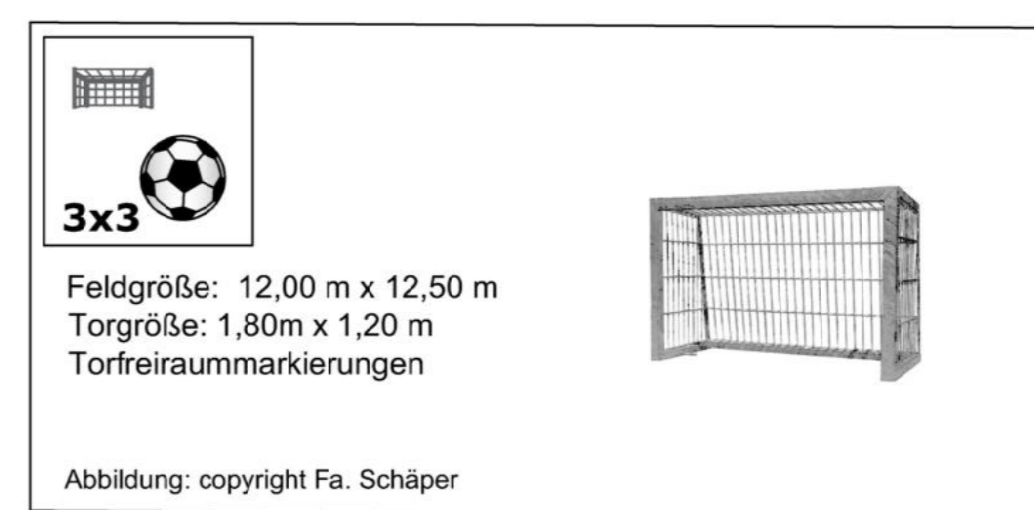 3x3
Feldgröße: 12,00 m x 12,50 m
Torgröße: 1,80m x 1,20 m
Torfreiraummarkierungen
Abbildung: copyright Fa. Schäper